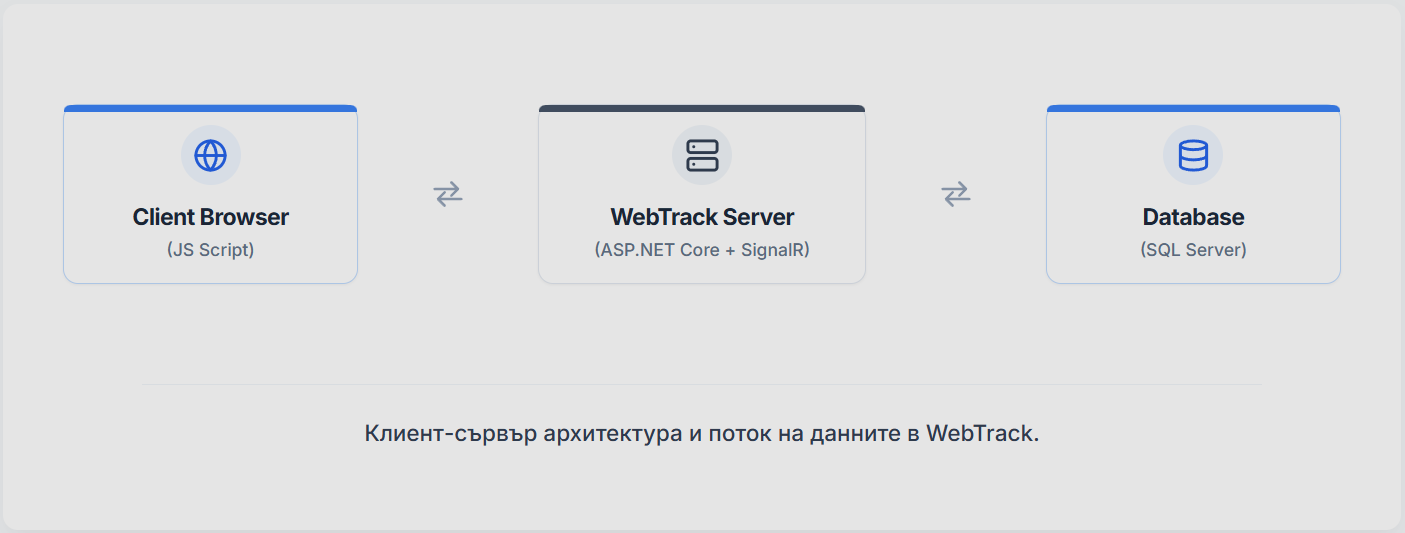 Client Browser
(JS Script)
WebTrack Server
(ASP.NET Core + SignalR)
Database
(SQL Server)
Клиент-сървър архитектура и поток на данните в WebTrack.